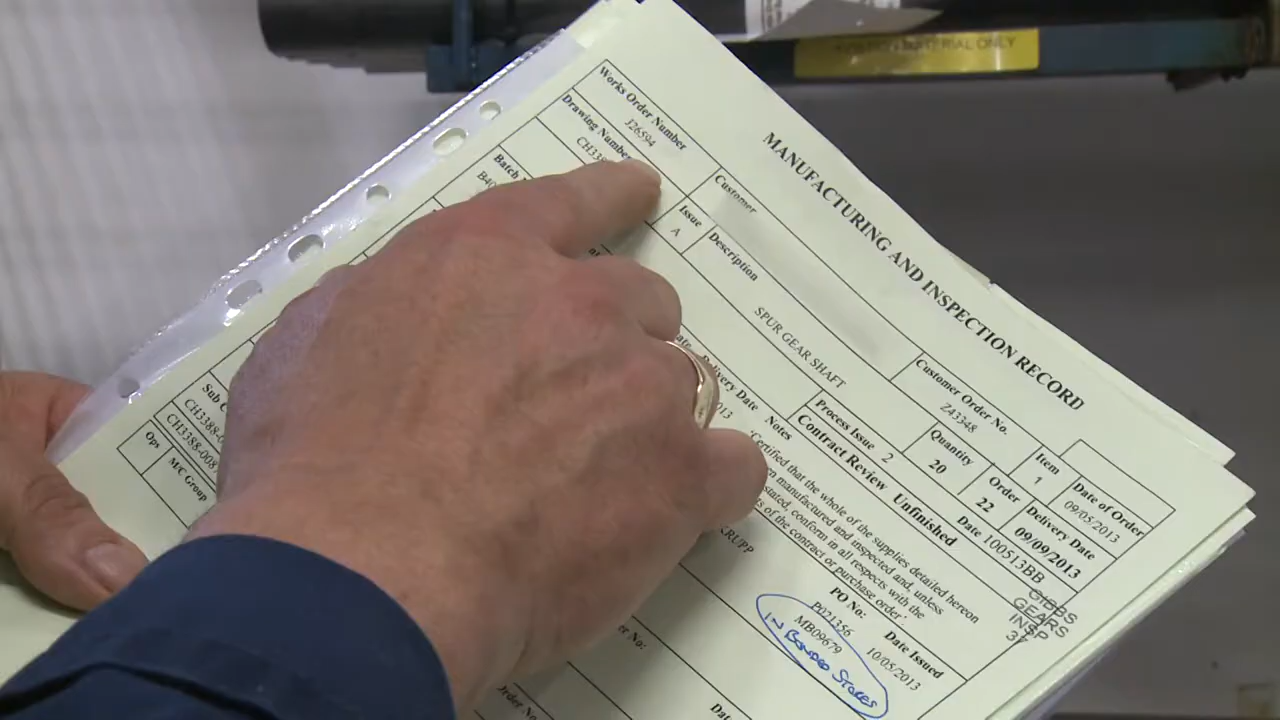 MANUFACTURING AND INSPECTION RECORD
Works Order Number
J26594
Customer
Customer Order No.
Z43348
Item
1
Date of Order
09/05/2013
Drawing Number
Issue
A
Description
SPUR GEAR SHAFT
Quantity
20
Order
22
Delivery Date
09/09/2013
Process Issue 2
Delivery Date
Contract Review Unfinished
Date 100513BB
Notes
Certified that the whole of the supplies detailed hereon
manufactured and inspected and, unless
stated, conform in all respects with the
of the contract or purchase order'.
GIBBS
GEARS
INSP
37
KRUPP
PO No:
P021356
MB09679
Date Issued
10/05/2013
IN BONDED STORES
Ops
M/C Group
ONLY